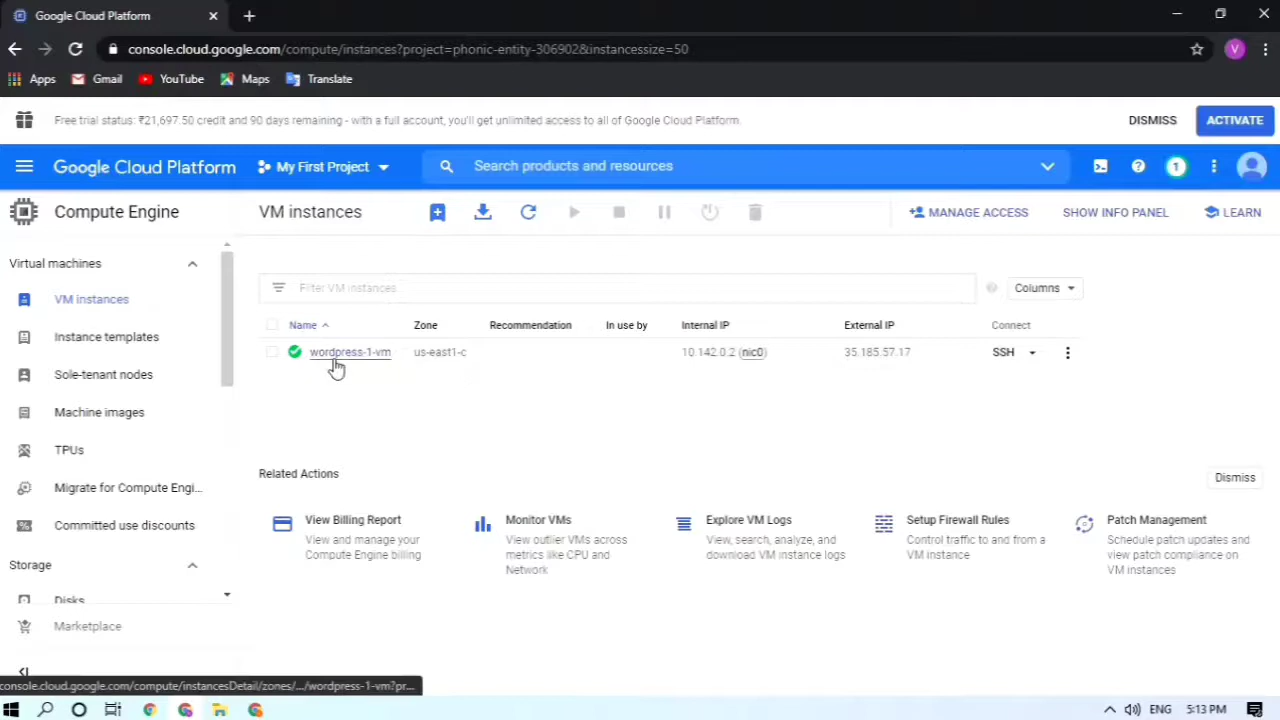 Google Cloud Platform
console.cloud.google.com/compute/instances?project=phonic-entity-306902&instancessize=50
V
Apps
Gmail
YouTube
Maps
Translate
Free trial status: ₹21,697.50 credit and 90 days remaining - with a full account, you'll get unlimited access to all of Google Cloud Platform.
DISMISS
ACTIVATE
Google Cloud Platform
My First Project
Search products and resources
1
Compute Engine
VM instances
MANAGE ACCESS
SHOW INFO PANEL
LEARN
Virtual machines
VM instances
Instance templates
Sole-tenant nodes
Machine images
TPUs
Migrate for Compute Engi...
Committed use discounts
Storage
Disks
Marketplace
Filter VM instances
Columns
Name
Zone
Recommendation
In use by
Internal IP
External IP
Connect
wordpress-1-vm
us-east1-c
10.142.0.2 (nic0)
35.185.57.17
SSH
Related Actions
Dismiss
View Billing Report
View and manage your
Compute Engine billing
Monitor VMs
View outlier VMs across
metrics like CPU and
Network
Explore VM Logs
View, search, analyze, and
download VM instance logs
Setup Firewall Rules
Control traffic to and from a
VM instance
Patch Management
Schedule patch updates and
view patch compliance on
VM instances
console.cloud.google.com/compute/instancesDetail/zones/.../wordpress-1-vm?pr...
ENG
5:13 PM